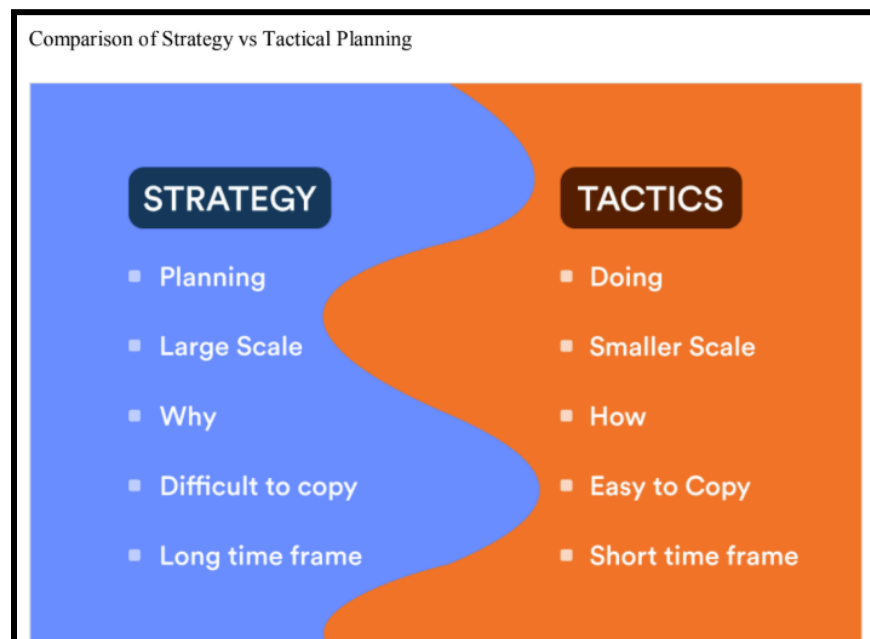 Comparison of Strategy vs Tactical Planning
STRATEGY
Planning
Large Scale
Why
Difficult to copy
Long time frame
TACTICS
Doing
Smaller Scale
How
Easy to Copy
Short time frame